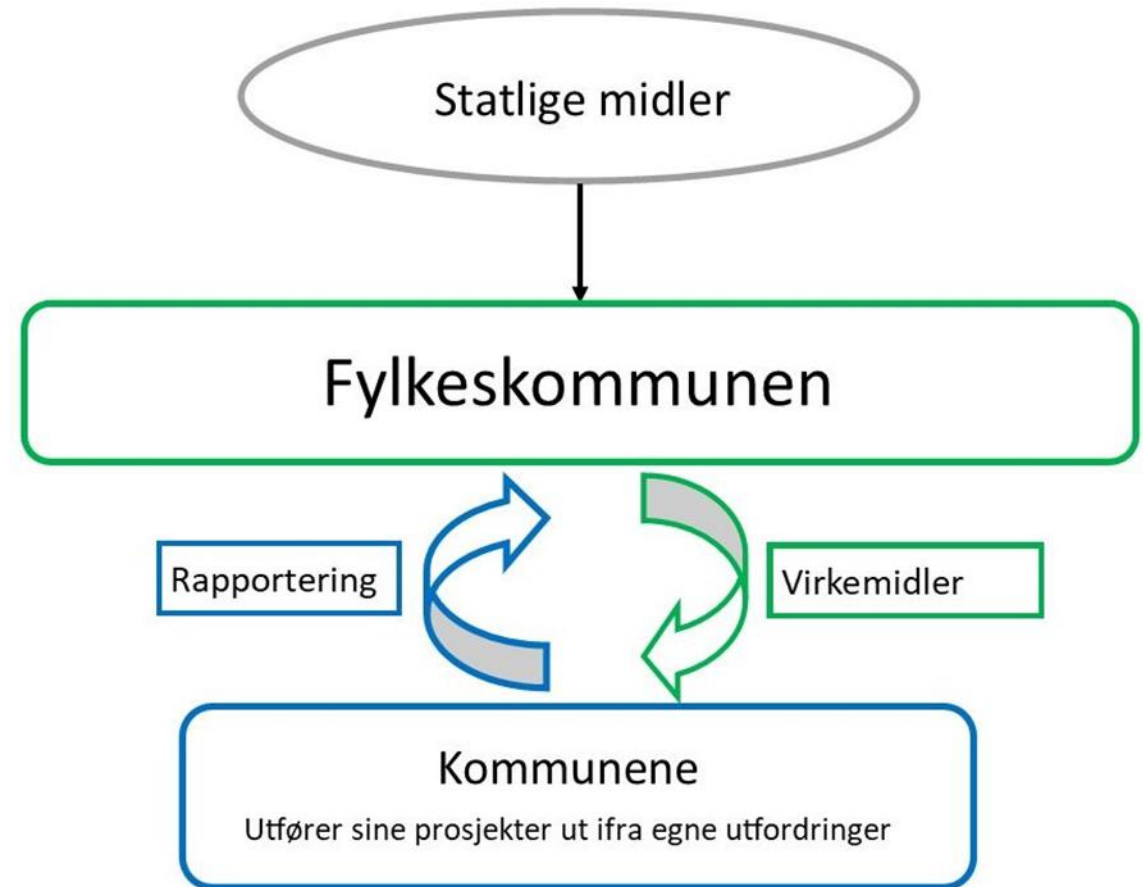 Statlige midler
Fylkeskommunen
Rapportering
Virkemidler
Kommunene
Utfører sine prosjekter ut ifra egne utfordringer